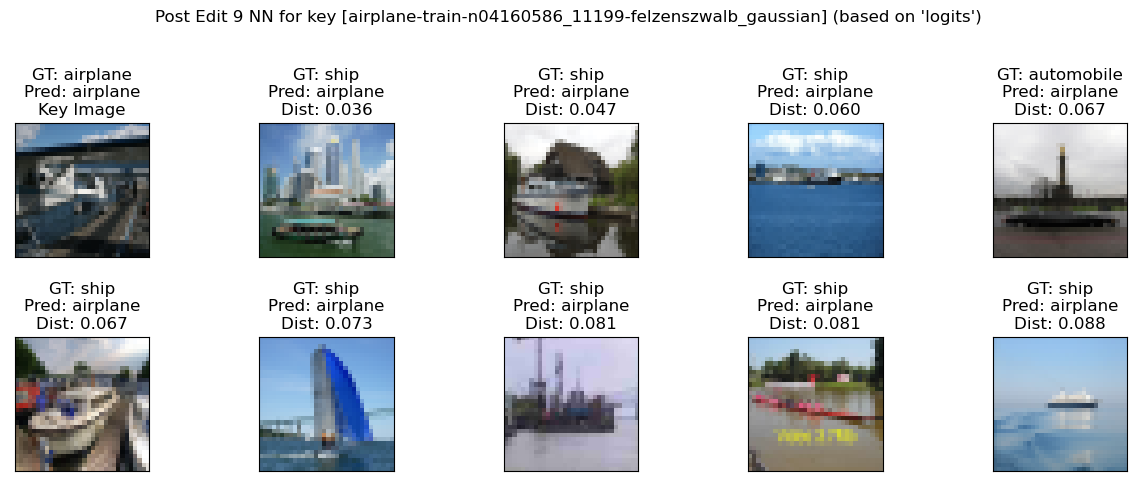 Post Edit 9 NN for key [airplane-train-n04160586_11199-felzenszwalb_gaussian] (based on 'logits')
GT: airplane
Pred: airplane
Key Image
GT: ship
Pred: airplane
Dist: 0.036
GT: ship
Pred: airplane
Dist: 0.047
GT: ship
Pred: airplane
Dist: 0.060
GT: automobile
Pred: airplane
Dist: 0.067
GT: ship
Pred: airplane
Dist: 0.067
GT: ship
Pred: airplane
Dist: 0.073
GT: ship
Pred: airplane
Dist: 0.081
GT: ship
Pred: airplane
Dist: 0.081
GT: ship
Pred: airplane
Dist: 0.088